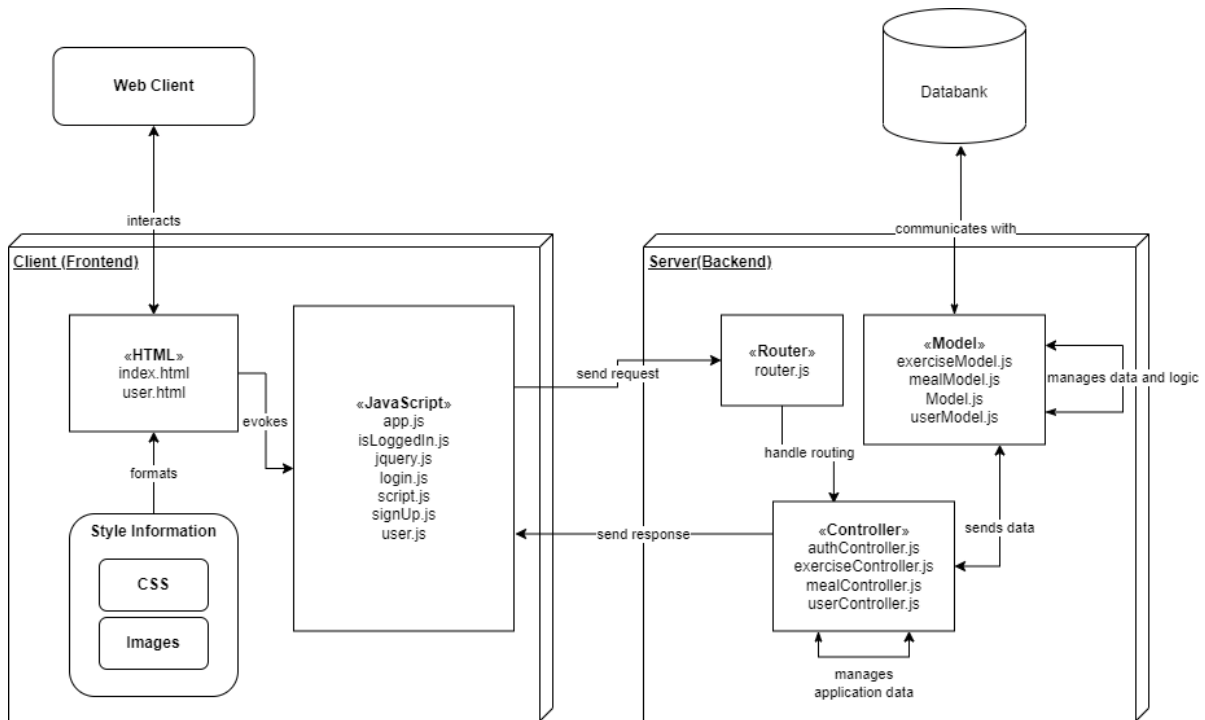 Web Client
Databank
interacts
communicates with
Client (Frontend)
Server(Backend)
«HTML»
index.html
user.html
evokes
formats
Style Information
CSS
Images
«JavaScript»
app.js
isLoggedIn.js
jquery.js
login.js
script.js
signUp.js
user.js
send request
send response
«Router»
router.js
handle routing
«Model»
exerciseModel.js
mealModel.js
Model.js
userModel.js
manages data and logic
sends data
«Controller»
authController.js
exerciseController.js
mealController.js
userController.js
manages
application data